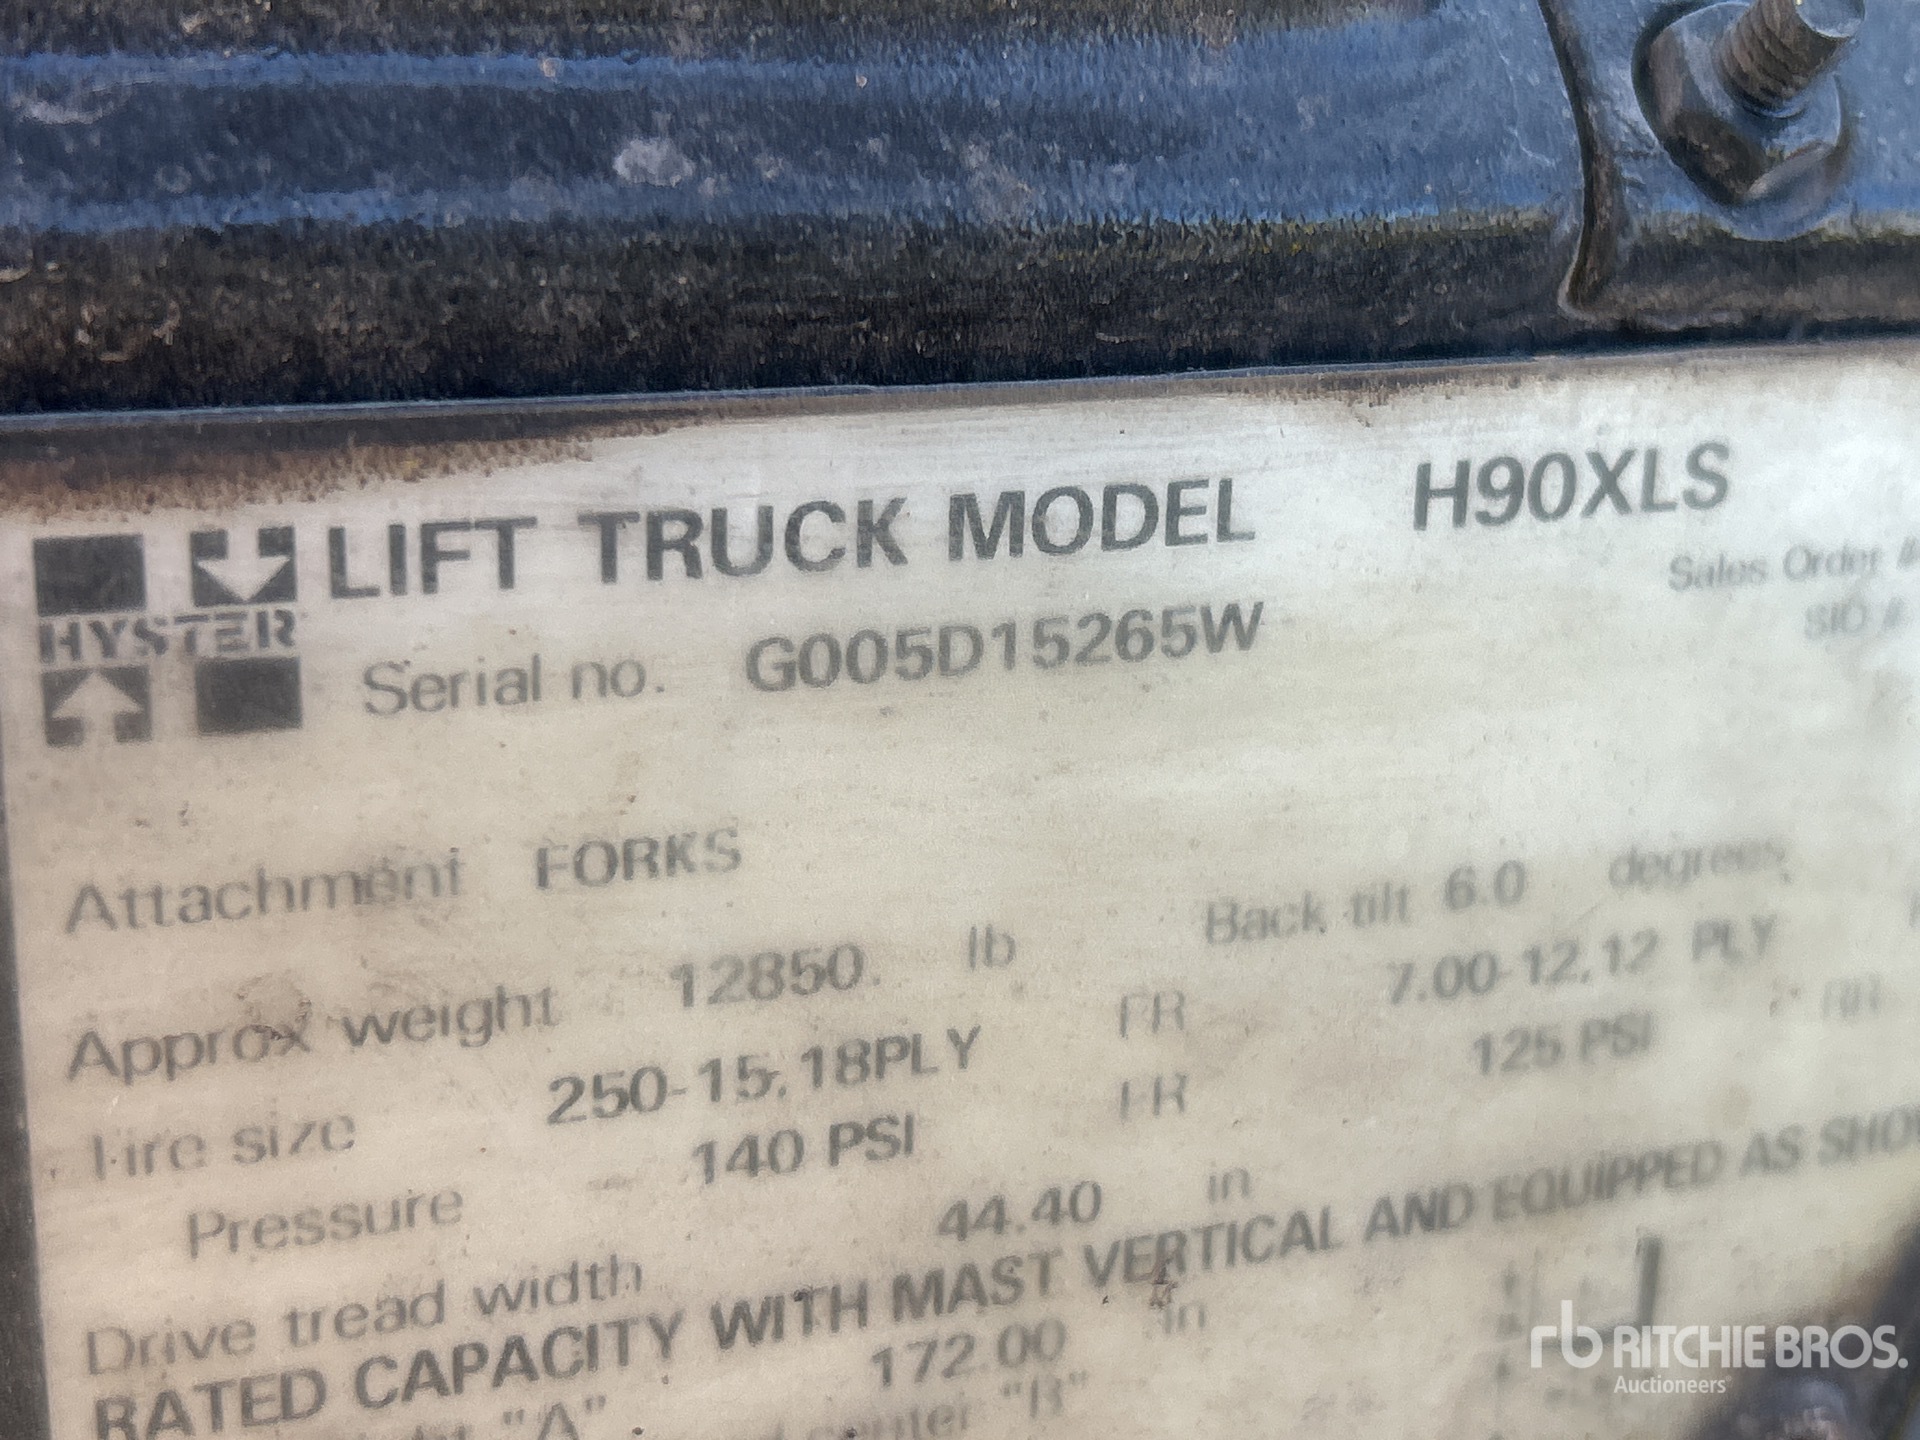 LIFT TRUCK MODEL H90XLS
HYSTER
Serial no. G005D15265W
Sales Order #
Attachment FORKS
Back tilt 6.0 degrees
Approx weight 12850. lb
Tire size 250-15,18PLY FR 7.00-12,12 PLY
Pressure 140 PSI FR 125 PSI RR
Drive tread width 44.40 in
RATED CAPACITY WITH MAST VERTICAL AND EQUIPPED AS
172.00 in
"A" "B"
rb RITCHIE BROS.
Auctioneers